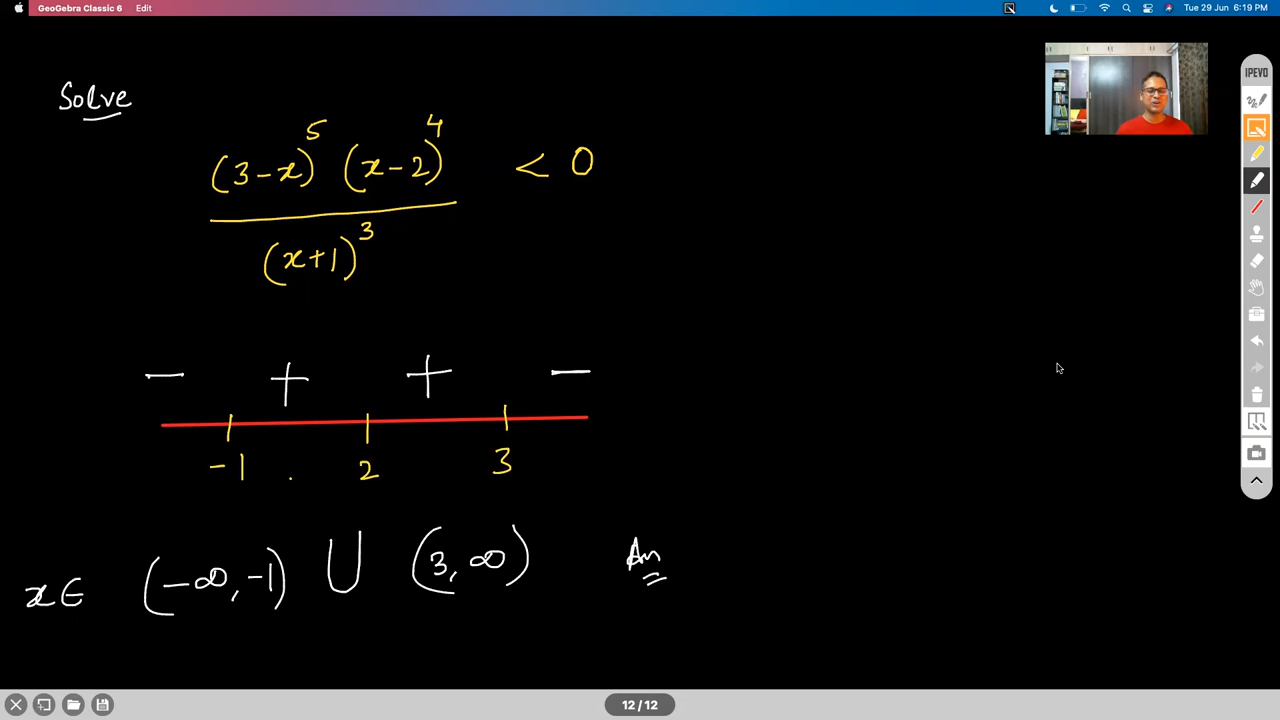 GeoGebra Classic 6 Edit Tue 29 Jun 6:19 PM
IPEVO
Solve
(3-x)^5 (x-2)^4 < 0
(x+1)^3
- + + -
-1 2 3
x∈ (-∞,-1) ∪ (3,∞) An
12 / 12